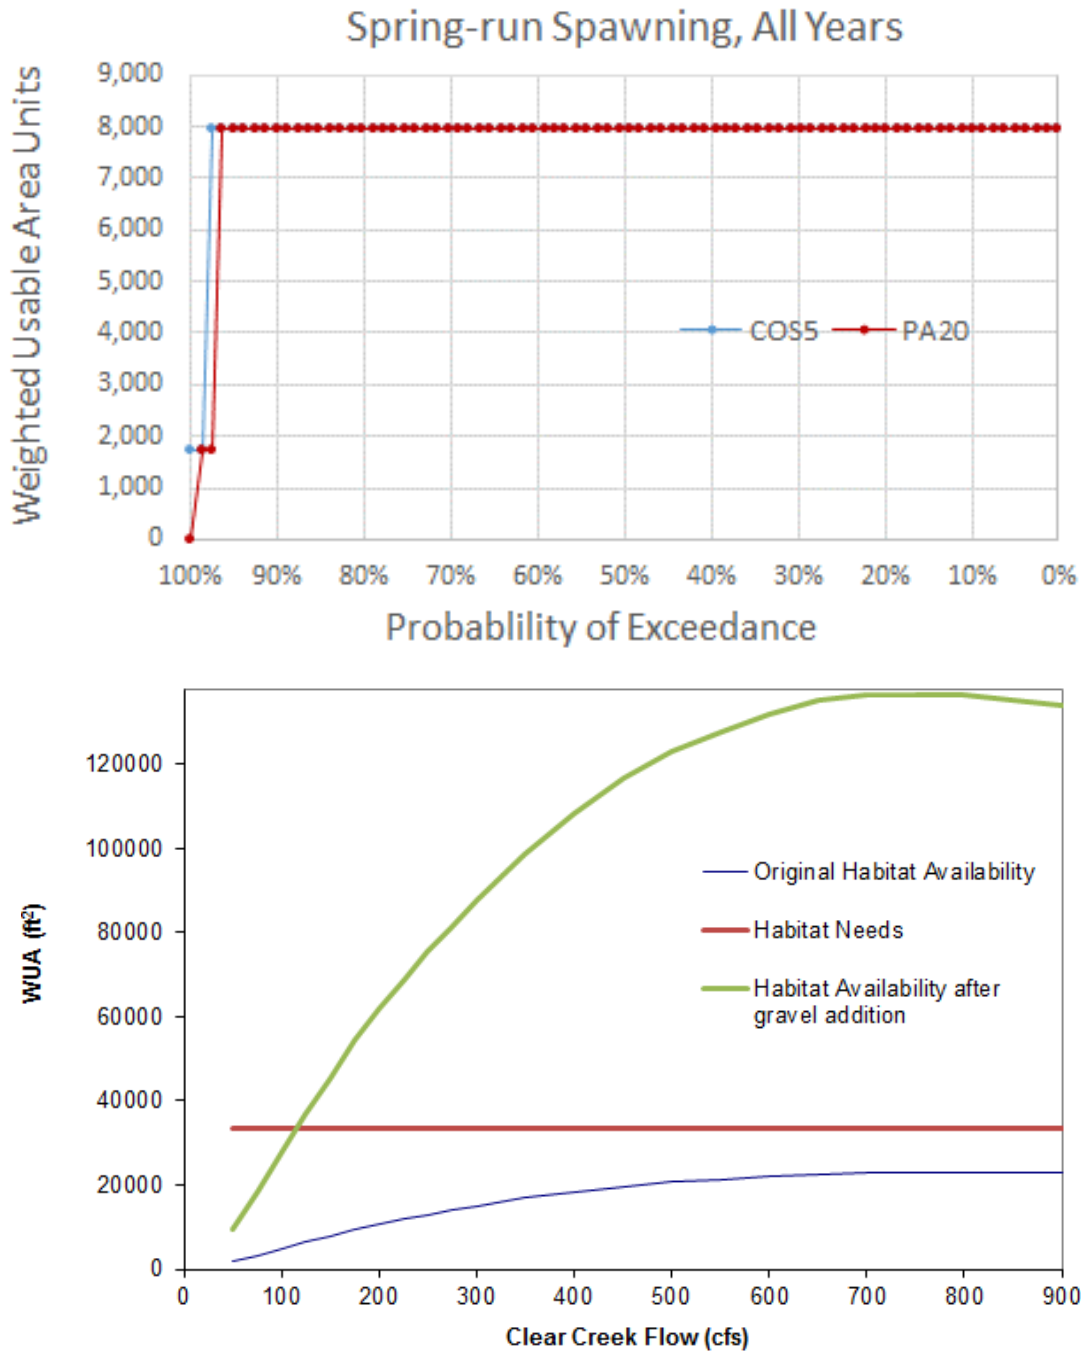 Spring-run Spawning, All Years
Weighted Usable Area Units
9,000
8,000
7,000
6,000
5,000
4,000
3,000
2,000
1,000
0
COS5 PA20
100% 90% 80% 70% 60% 50% 40% 30% 20% 10% 0%
Probablility of Exceedance
WUA (ft²)
120000
100000
80000
60000
40000
20000
0
Original Habitat Availability
Habitat Needs
Habitat Availability after
gravel addition
0 100 200 300 400 500 600 700 800 900
Clear Creek Flow (cfs)